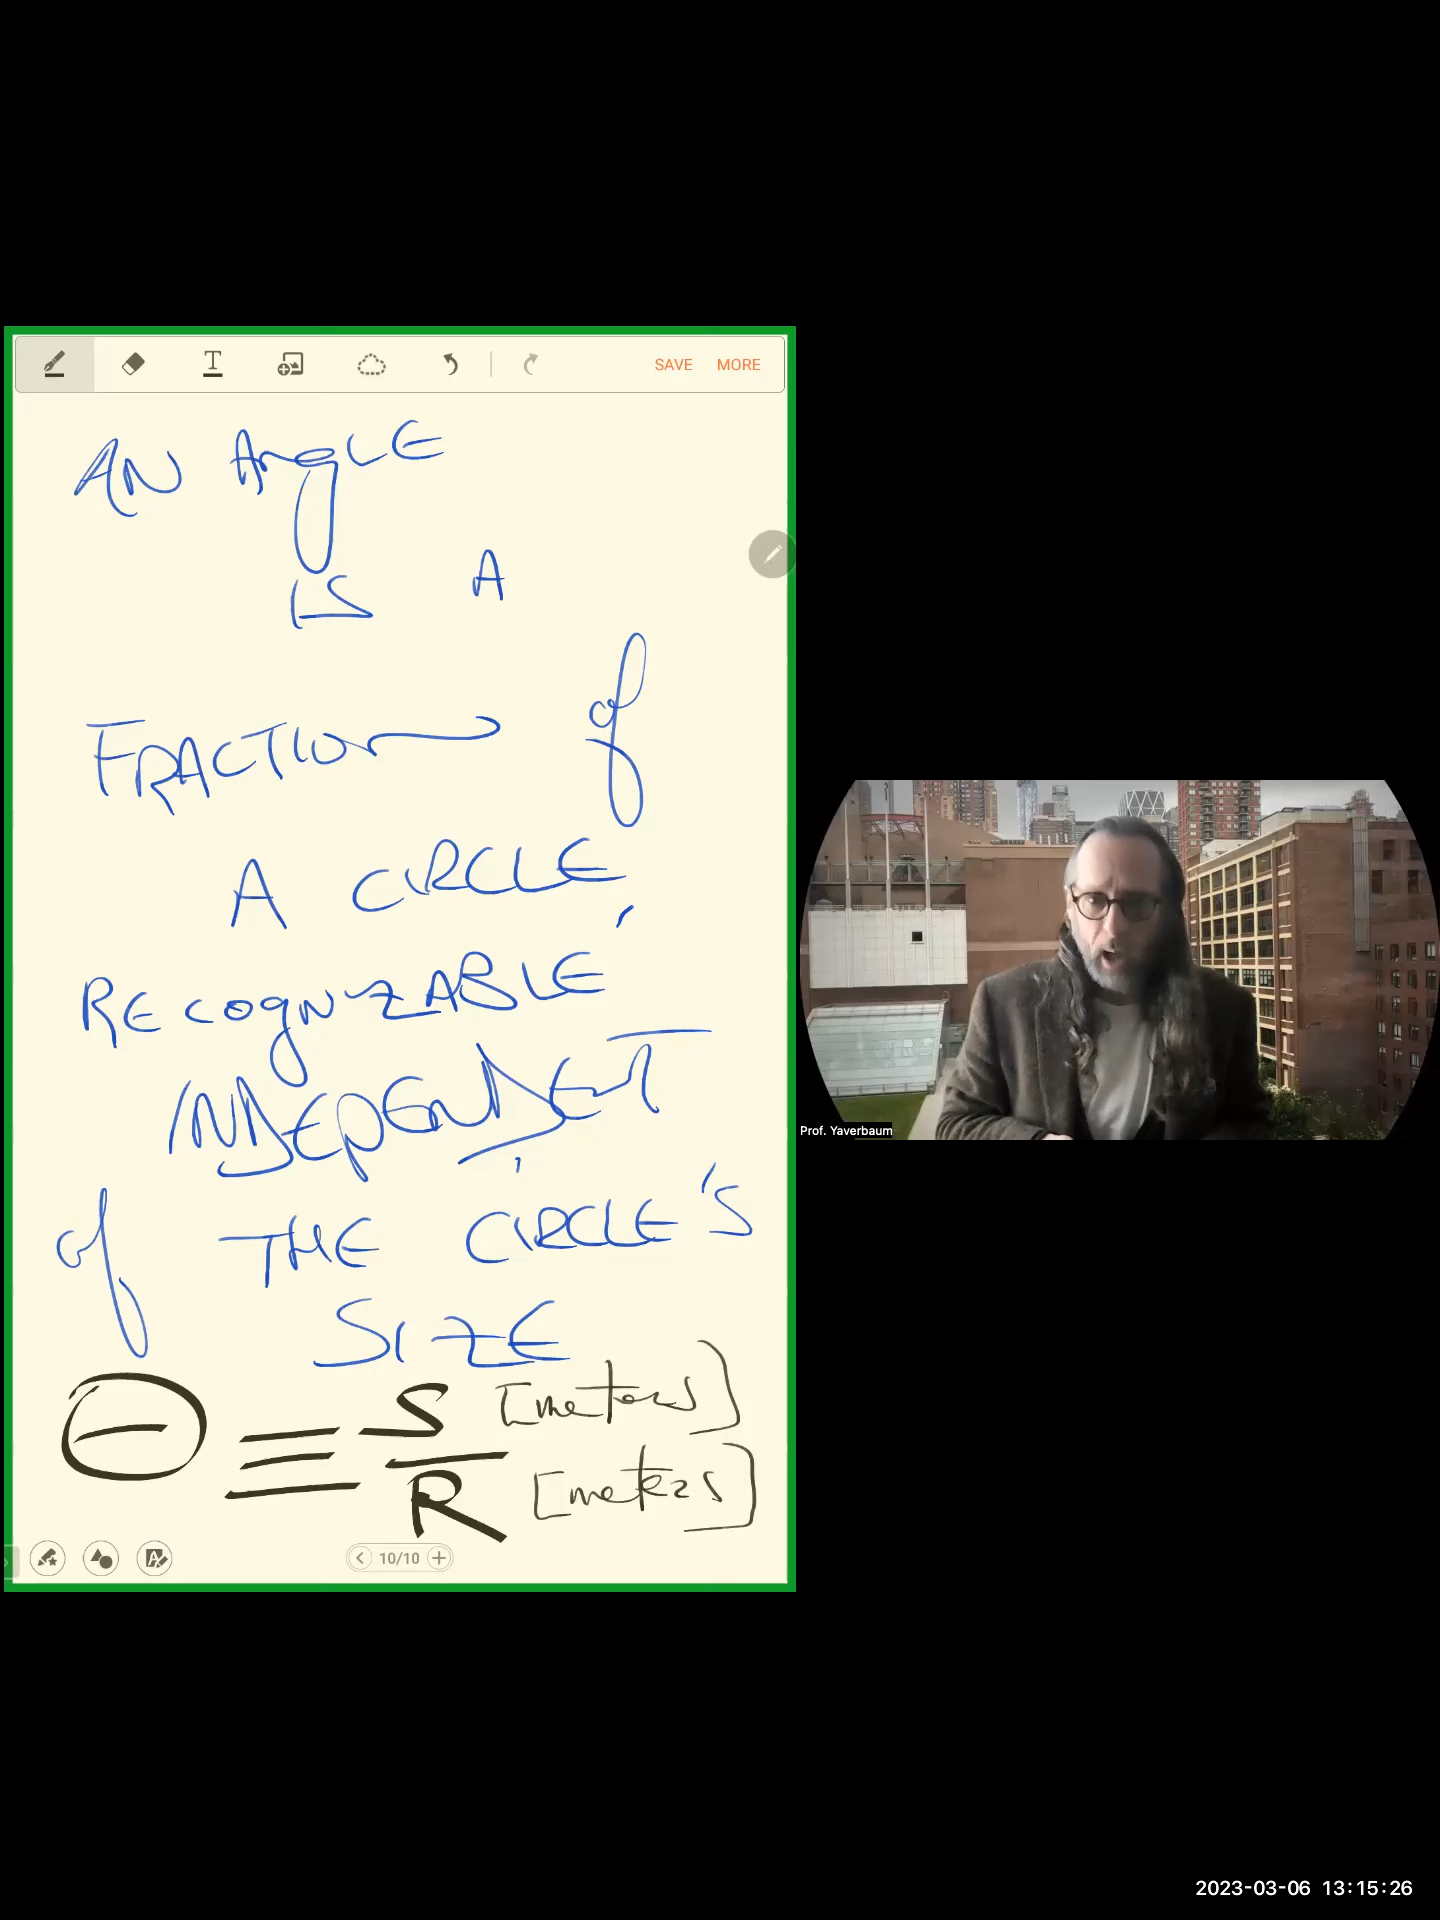 T
SAVE MORE
AN AngLE
IS A
FRACTION of
A CIRCLE,
RECOGNIZABLE
INDEPENDENT
of THE CIRCLE'S
SIZE
Θ ≡ S [meters]
R [meters]
10/10
Prof. Yaverbaum
2023-03-06 13:15:26